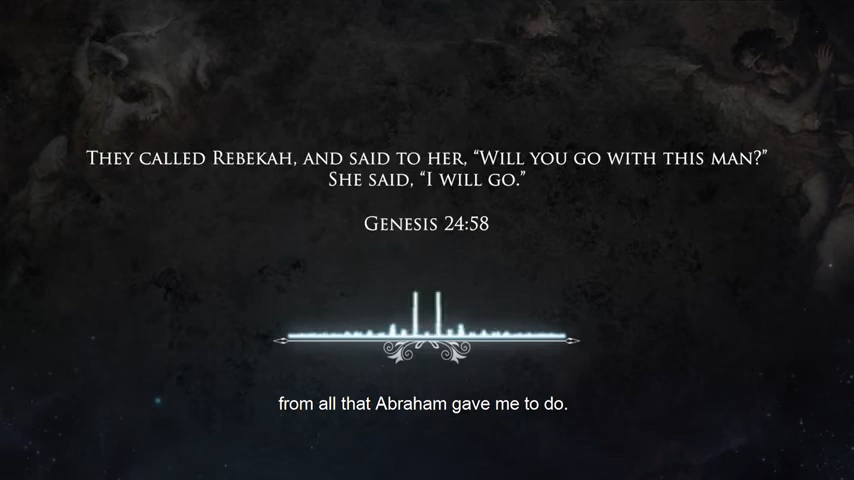 They called Rebekah, and said to her, “Will you go with this man?”
She said, “I will go.”
Genesis 24:58
from all that Abraham gave me to do.